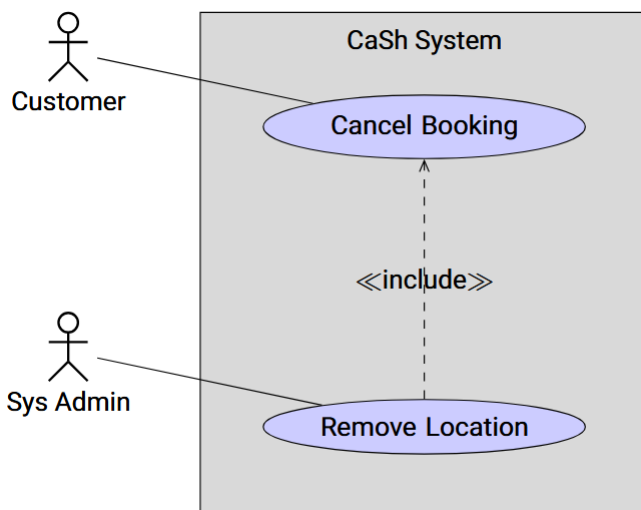 CaSh System
Customer
Cancel Booking
≪include≫
Sys Admin
Remove Location